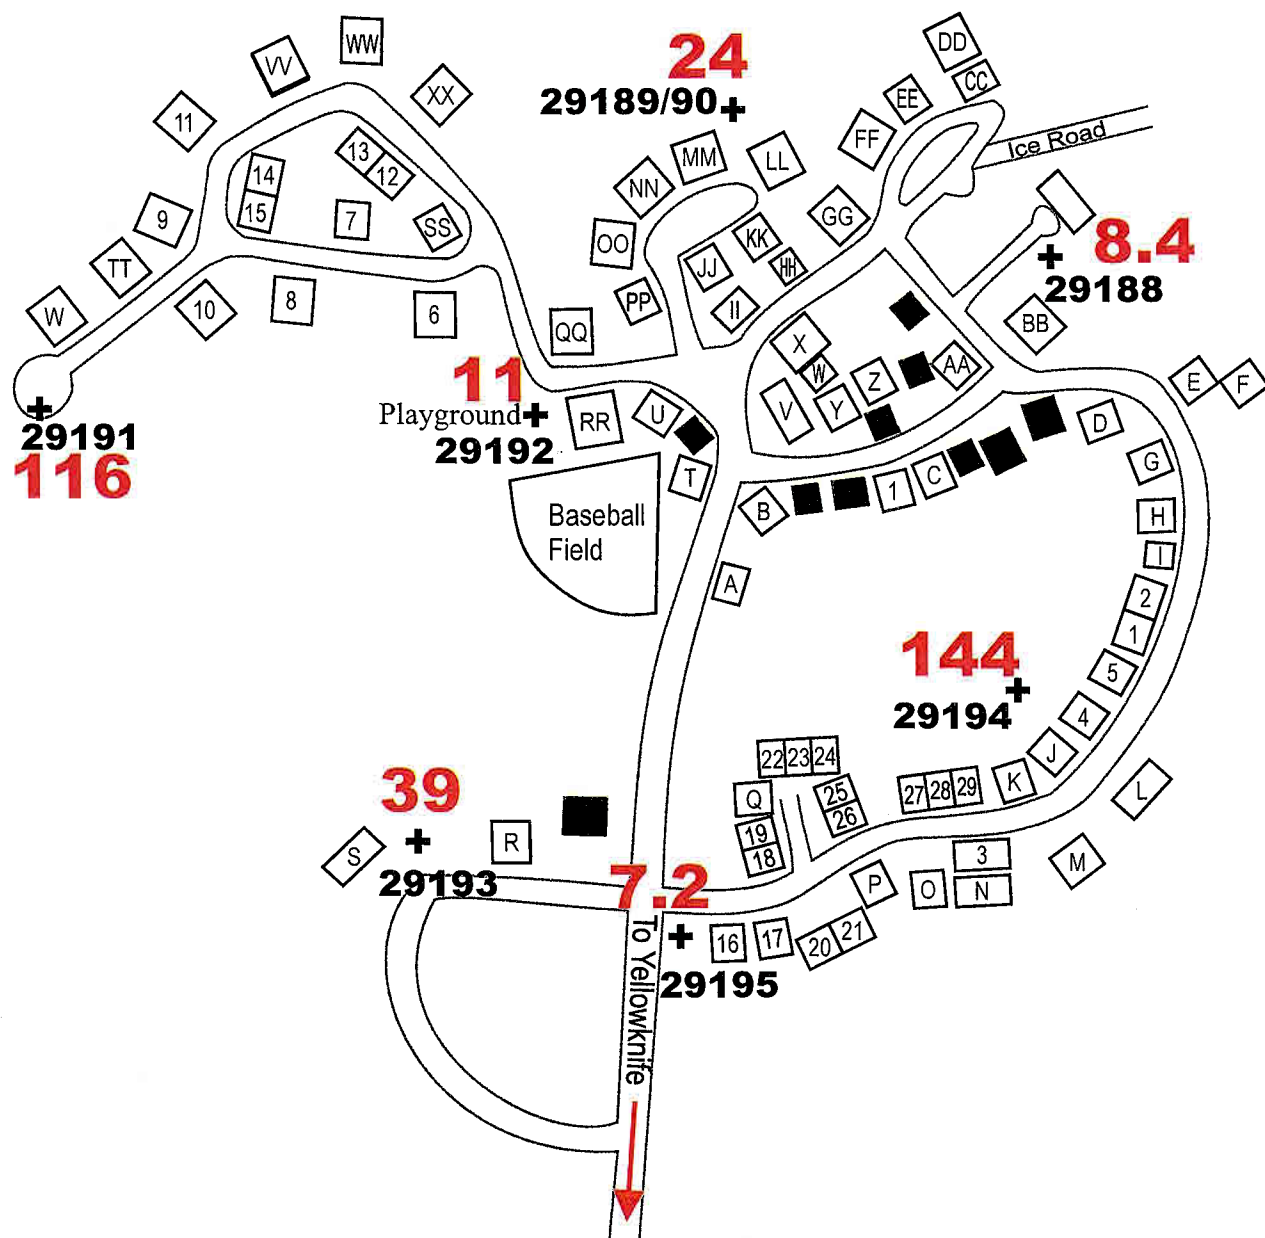 WW
VV
XX
11
13
12
14
15
7
SS
9
TT
W
10
8
6
29191
116
24
29189/90
DD
CC
EE
FF
MM
LL
NN
GG
OO
KK
JJ
HH
PP
II
QQ
Ice Road
8.4
29188
BB
X
W
Z
AA
V
Y
E
F
11
Playground
29192
RR
U
T
Baseball
Field
B
1
C
D
G
H
I
2
1
5
4
J
A
144
29194
22
23
24
Q
25
26
19
18
27
28
29
K
L
M
3
N
O
P
39
S
R
29193
7.2
16
17
20
21
29195
To Yellowknife